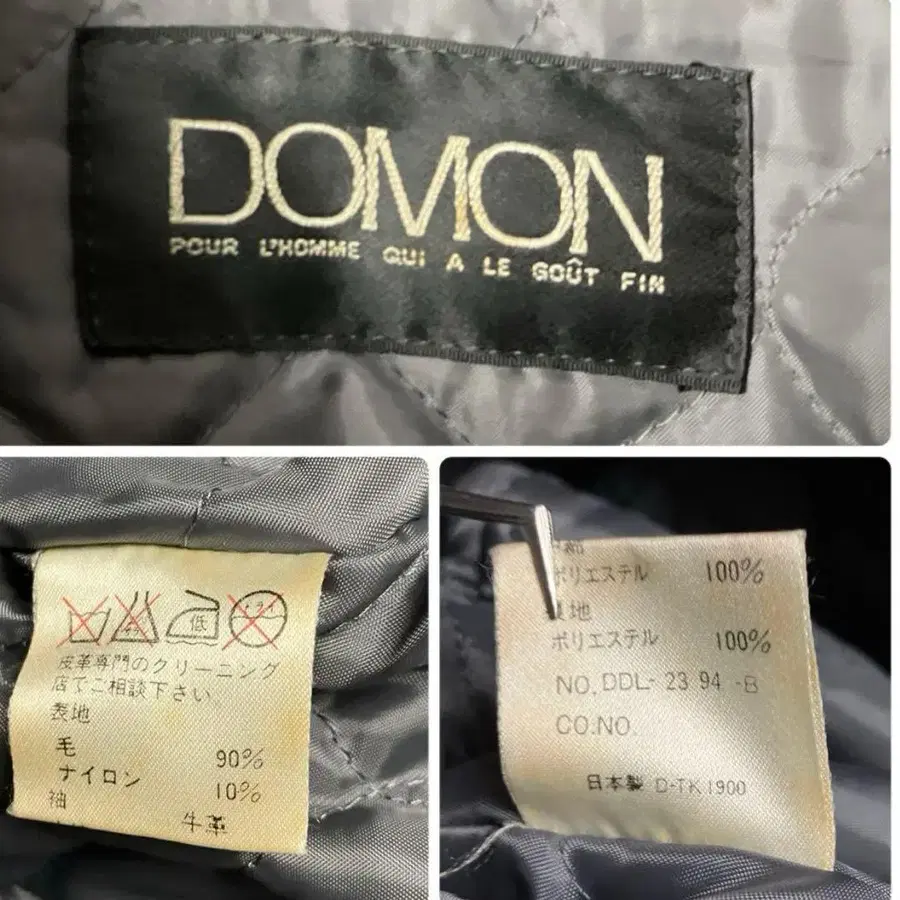 DOMON
POUR L'HOMME QUI A LE GOÛT FIN
低
皮革専門のクリーニング
店でご相談下さい
表地
毛 90%
ナイロン 10%
袖
牛革
ポリエステル 100%
地
ポリエステル 100%
NO. DDL- 23 94 -B
CO.NO.
日本製 D-TK1900